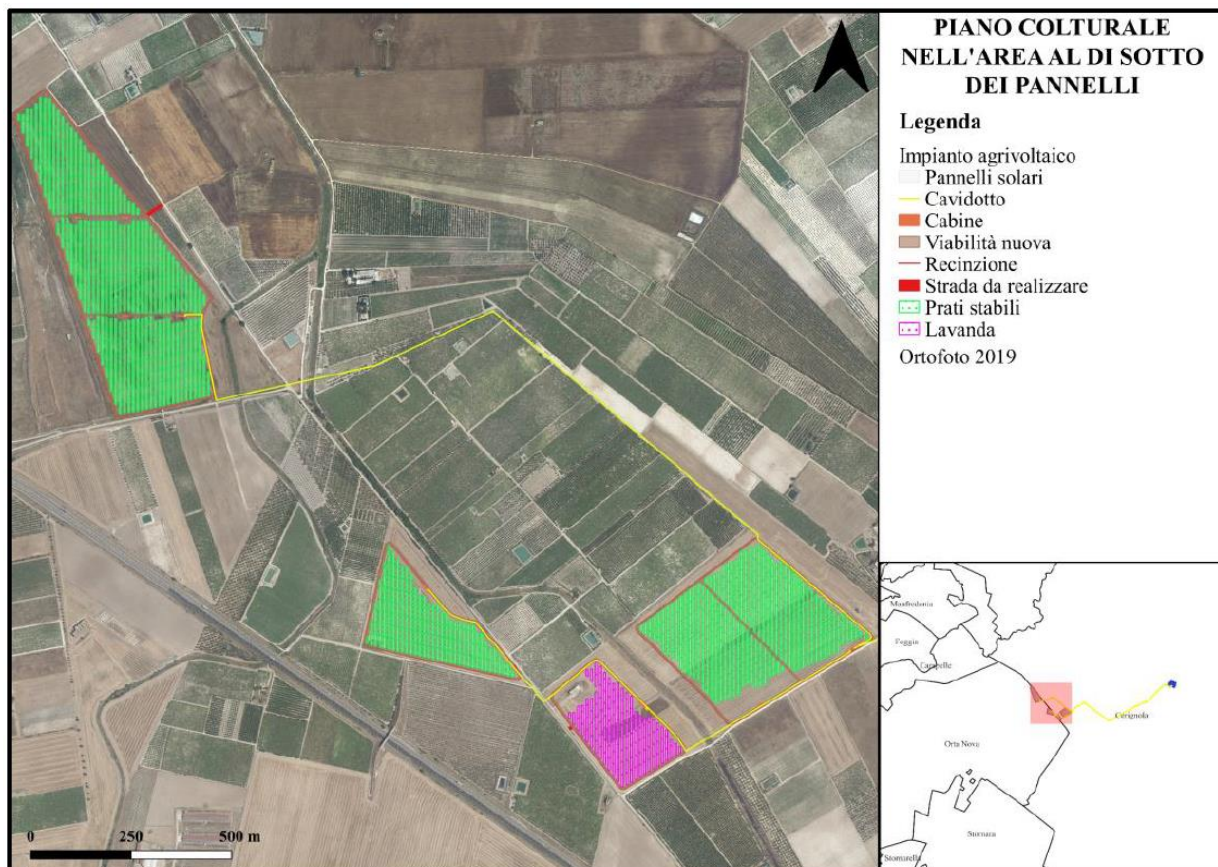 PIANO COLTURALE
NELL'AREA AL DI SOTTO
DEI PANNELLI
Legenda
Impianto agrivoltaico
Pannelli solari
Cavidotto
Cabine
Viabilità nuova
Recinzione
Strada da realizzare
Prati stabili
Lavanda
Ortofoto 2019
Manfredonia
Foggia
Carapelle
Cerignola
Orta Nova
Stornara
Stornarella
0 250 500 m